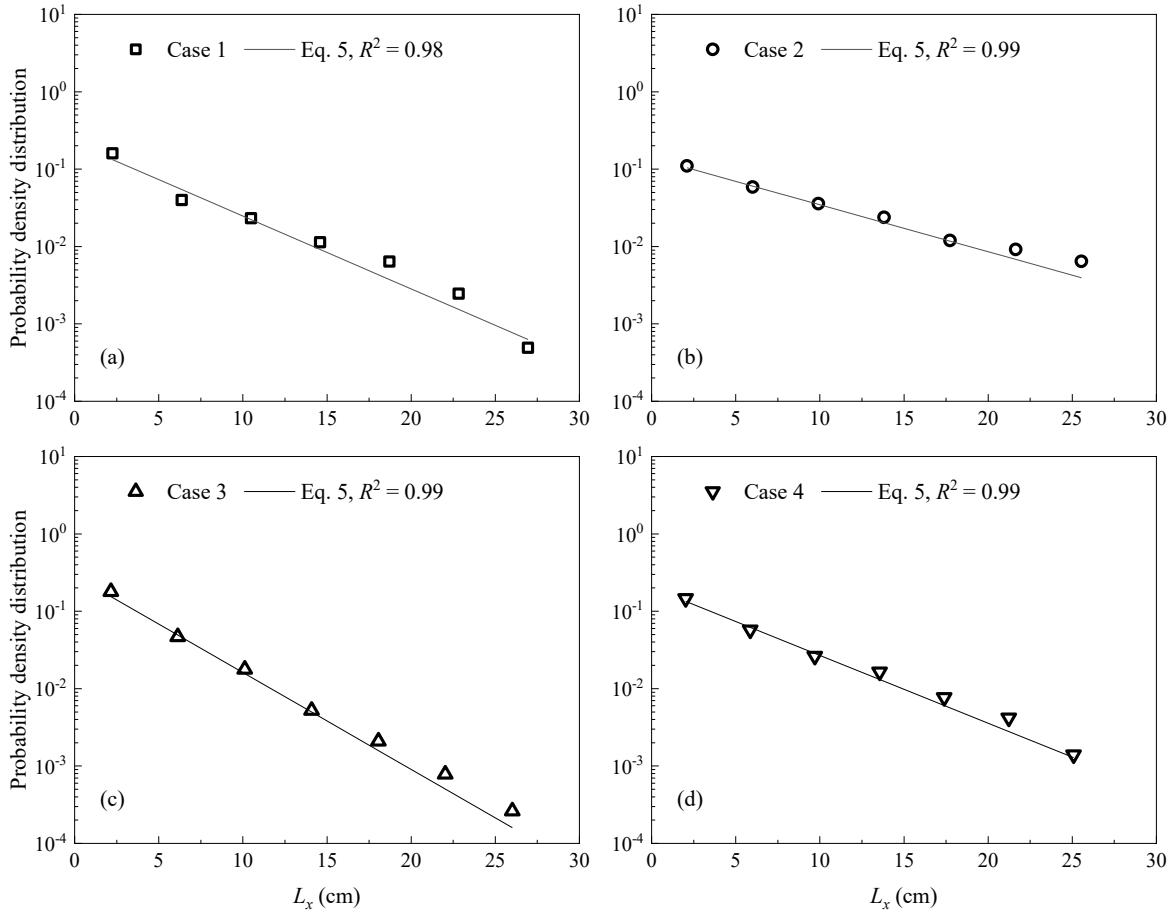 10^1
Case 1 Eq. 5, R^2 = 0.98
10^0
10^-1
10^-2
10^-3
10^-4
(a)
0 5 10 15 20 25 30
Probability density distribution
10^1
Case 2 Eq. 5, R^2 = 0.99
10^0
10^-1
10^-2
10^-3
10^-4
(b)
0 5 10 15 20 25 30
10^1
Case 3 Eq. 5, R^2 = 0.99
10^0
10^-1
10^-2
10^-3
10^-4
(c)
0 5 10 15 20 25 30
Probability density distribution
L_x (cm)
10^1
Case 4 Eq. 5, R^2 = 0.99
10^0
10^-1
10^-2
10^-3
10^-4
(d)
0 5 10 15 20 25 30
L_x (cm)